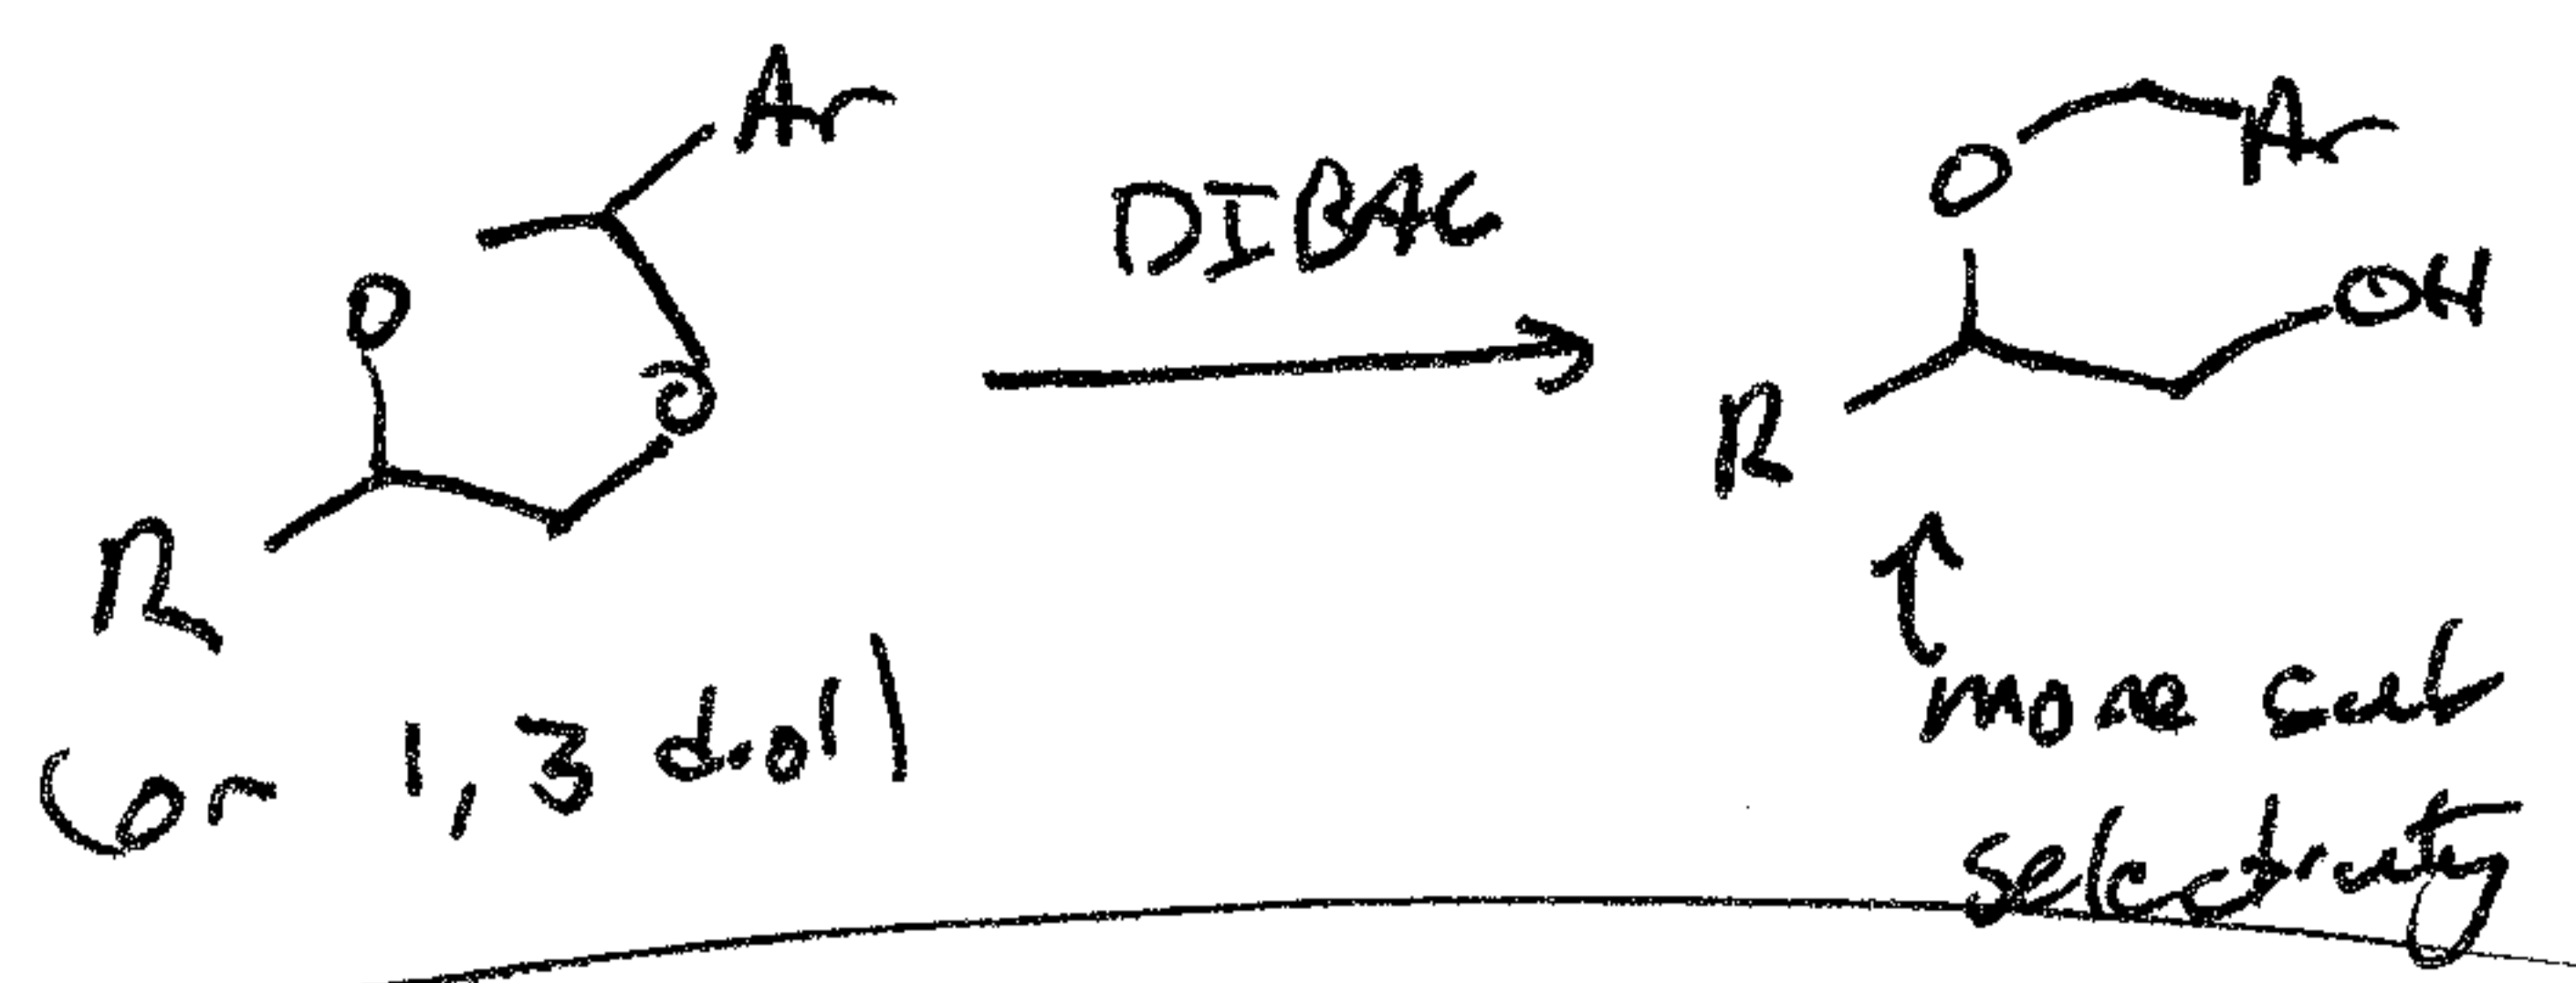 Ar
O
O
R
(or 1,3 diol)
DIBAL
O
Ar
OH
R
more sub
selectivity